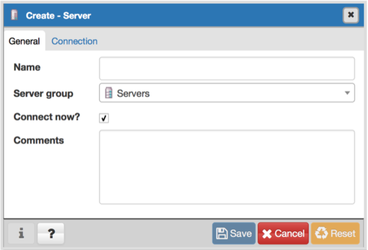 Create - Server
General Connection
Name
Server group Servers
Connect now?
Comments
i ? Save Cancel Reset